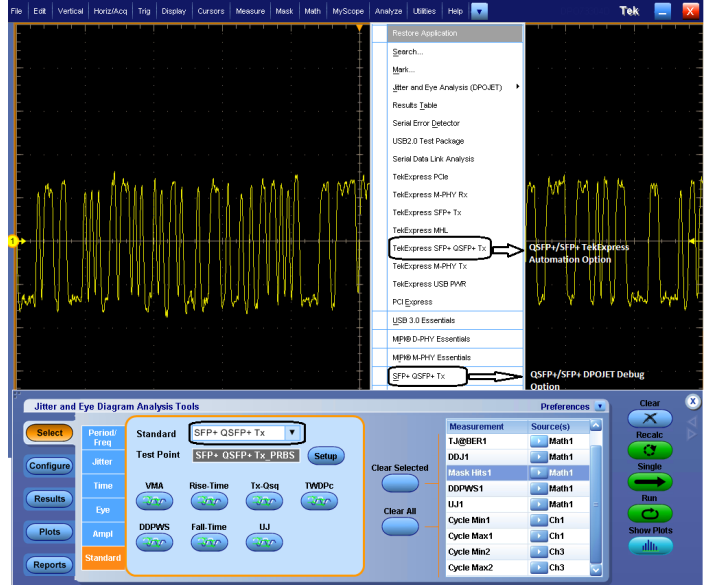 File Edit Vertical Horiz/Acq Trig Display Cursors Measure Mask Math MyScope Analyze Utilities Help Tek X
Restore Application
Search...
Mark...
Jitter and Eye Analysis (DPOJET)
Results Table
Serial Error Detector
USB2.0 Test Package
Serial Data Link Analysis
TekExpress PCIe
TekExpress M-PHY Rx
TekExpress SFP+ Tx
TekExpress MHL
TekExpress SFP+ QSFP+ Tx
TekExpress M-PHY Tx
TekExpress USB PWR
PCI Express
USB 3.0 Essentials
MIPI® D-PHY Essentials
MIPI® M-PHY Essentials
SFP+ QSFP+ Tx
1
QSFP+/SFP+ TekExpress
Automation Option
QSFP+/SFP+ DPOJET Debug
Option
Jitter and Eye Diagram Analysis Tools
Preferences
Select
Configure
Results
Plots
Reports
Period/
Freq
Jitter
Time
Eye
Ampl
Standard
Standard SFP+ QSFP+ Tx
Test Point SFP+ QSFP+ Tx_PRBS Setup
VMA Rise-Time Tx-Qsq TWDPc
DDPWS Fall-Time UJ
Clear Selected
Clear All
Measurement Source(s)
TJ@BER1 Math1
DDJ1 Math1
Mask Hits1 Math1
DDPWS1 Math1
UJ1 Math1
Cycle Min1 Ch1
Cycle Max1 Ch1
Cycle Min2 Ch3
Cycle Max2 Ch3
Clear
Recalc
Single
Run
Show Plots
X